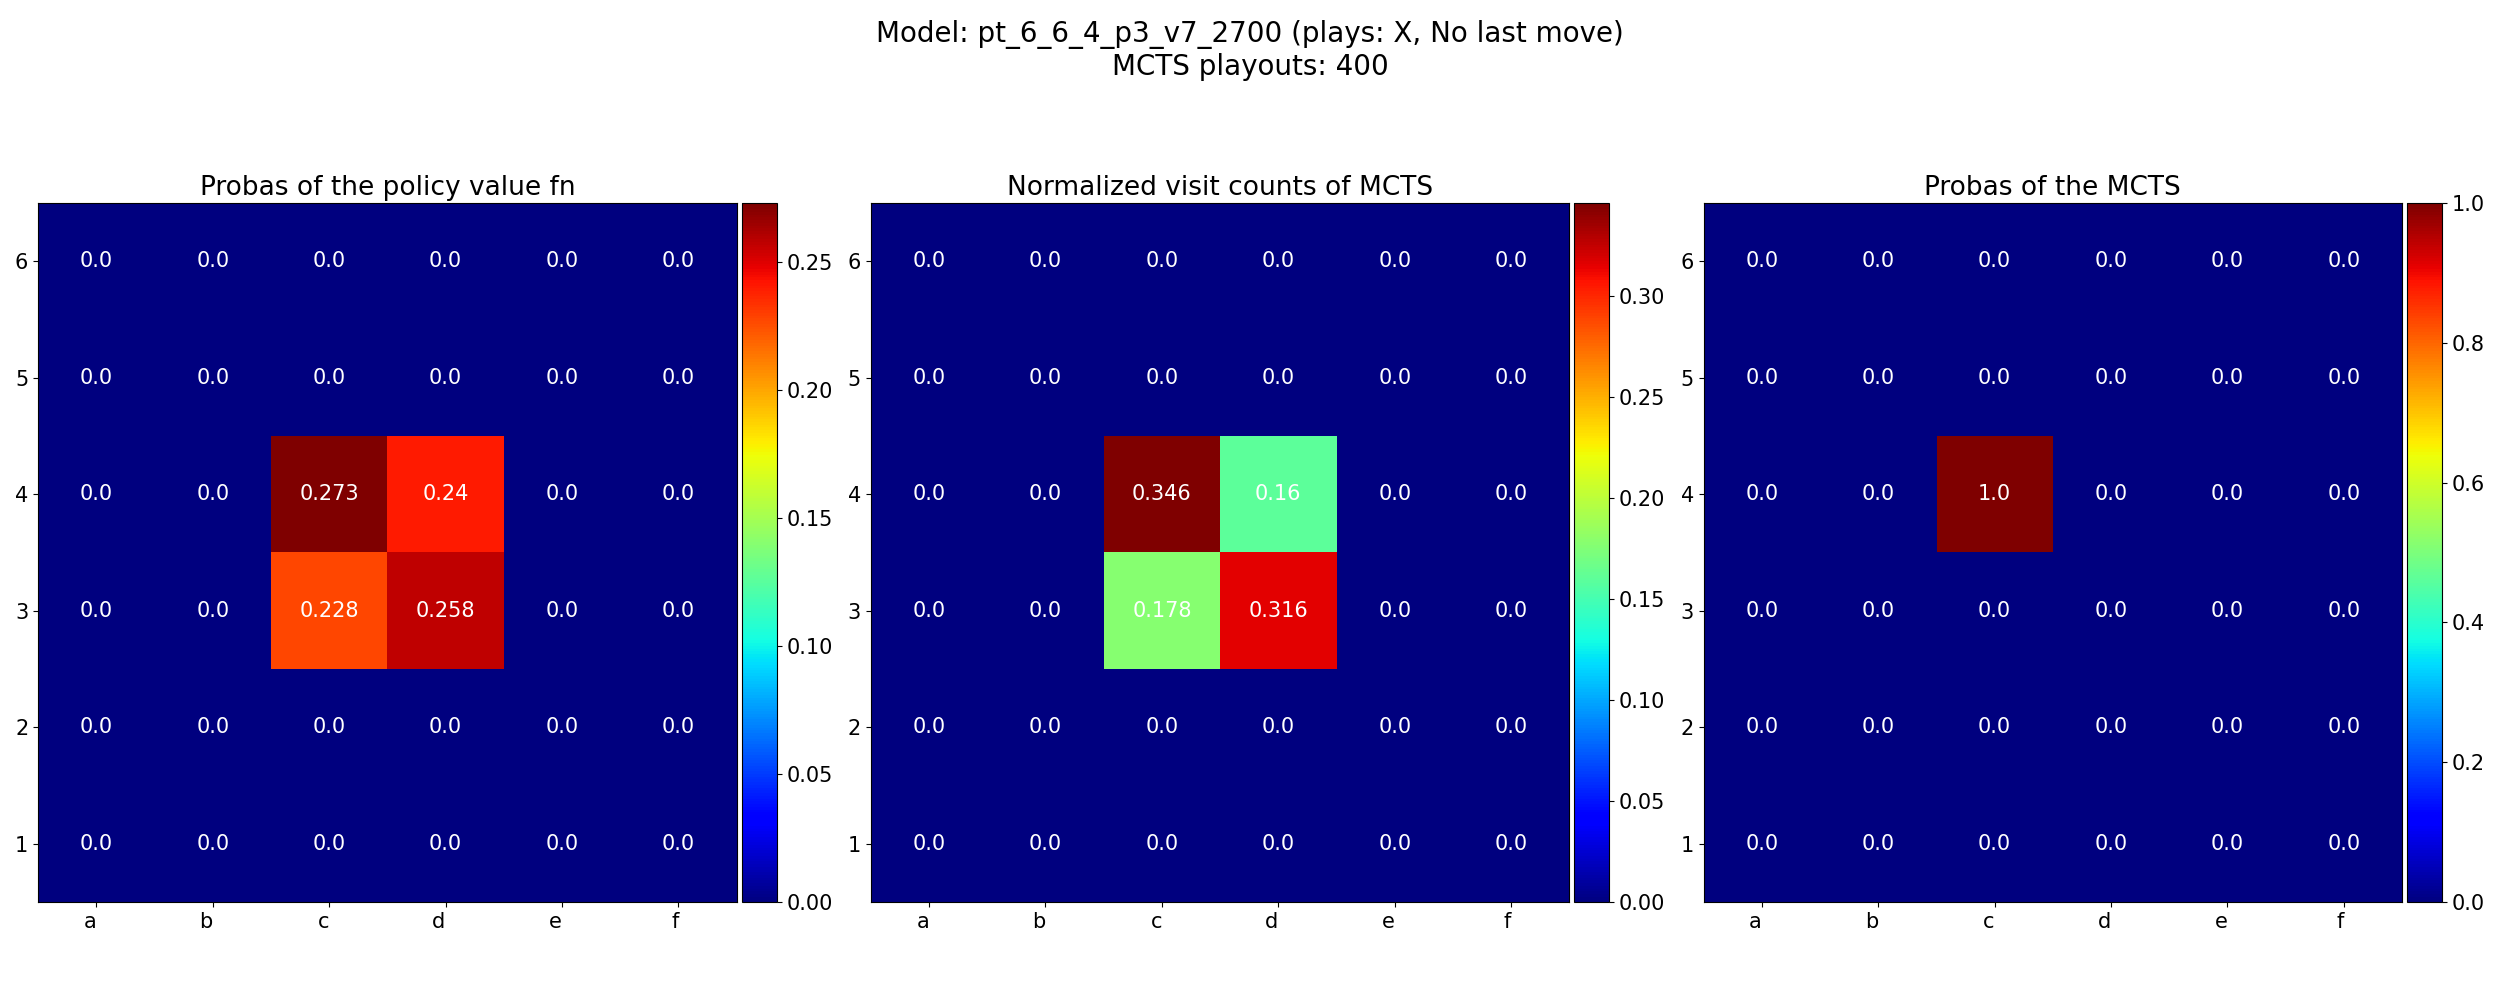 Model: pt_6_6_4_p3_v7_2700 (plays: X, No last move)
MCTS playouts: 400
Probas of the policy value fn
6 0.0 0.0 0.0 0.0 0.0 0.0
5 0.0 0.0 0.0 0.0 0.0 0.0
4 0.0 0.0 0.273 0.24 0.0 0.0
3 0.0 0.0 0.228 0.258 0.0 0.0
2 0.0 0.0 0.0 0.0 0.0 0.0
1 0.0 0.0 0.0 0.0 0.0 0.0
a b c d e f
0.25
0.20
0.15
0.10
0.05
0.00
Normalized visit counts of MCTS
6 0.0 0.0 0.0 0.0 0.0 0.0
5 0.0 0.0 0.0 0.0 0.0 0.0
4 0.0 0.0 0.346 0.16 0.0 0.0
3 0.0 0.0 0.178 0.316 0.0 0.0
2 0.0 0.0 0.0 0.0 0.0 0.0
1 0.0 0.0 0.0 0.0 0.0 0.0
a b c d e f
0.30
0.25
0.20
0.15
0.10
0.05
0.00
Probas of the MCTS
6 0.0 0.0 0.0 0.0 0.0 0.0
5 0.0 0.0 0.0 0.0 0.0 0.0
4 0.0 0.0 1.0 0.0 0.0 0.0
3 0.0 0.0 0.0 0.0 0.0 0.0
2 0.0 0.0 0.0 0.0 0.0 0.0
1 0.0 0.0 0.0 0.0 0.0 0.0
a b c d e f
1.0
0.8
0.6
0.4
0.2
0.0